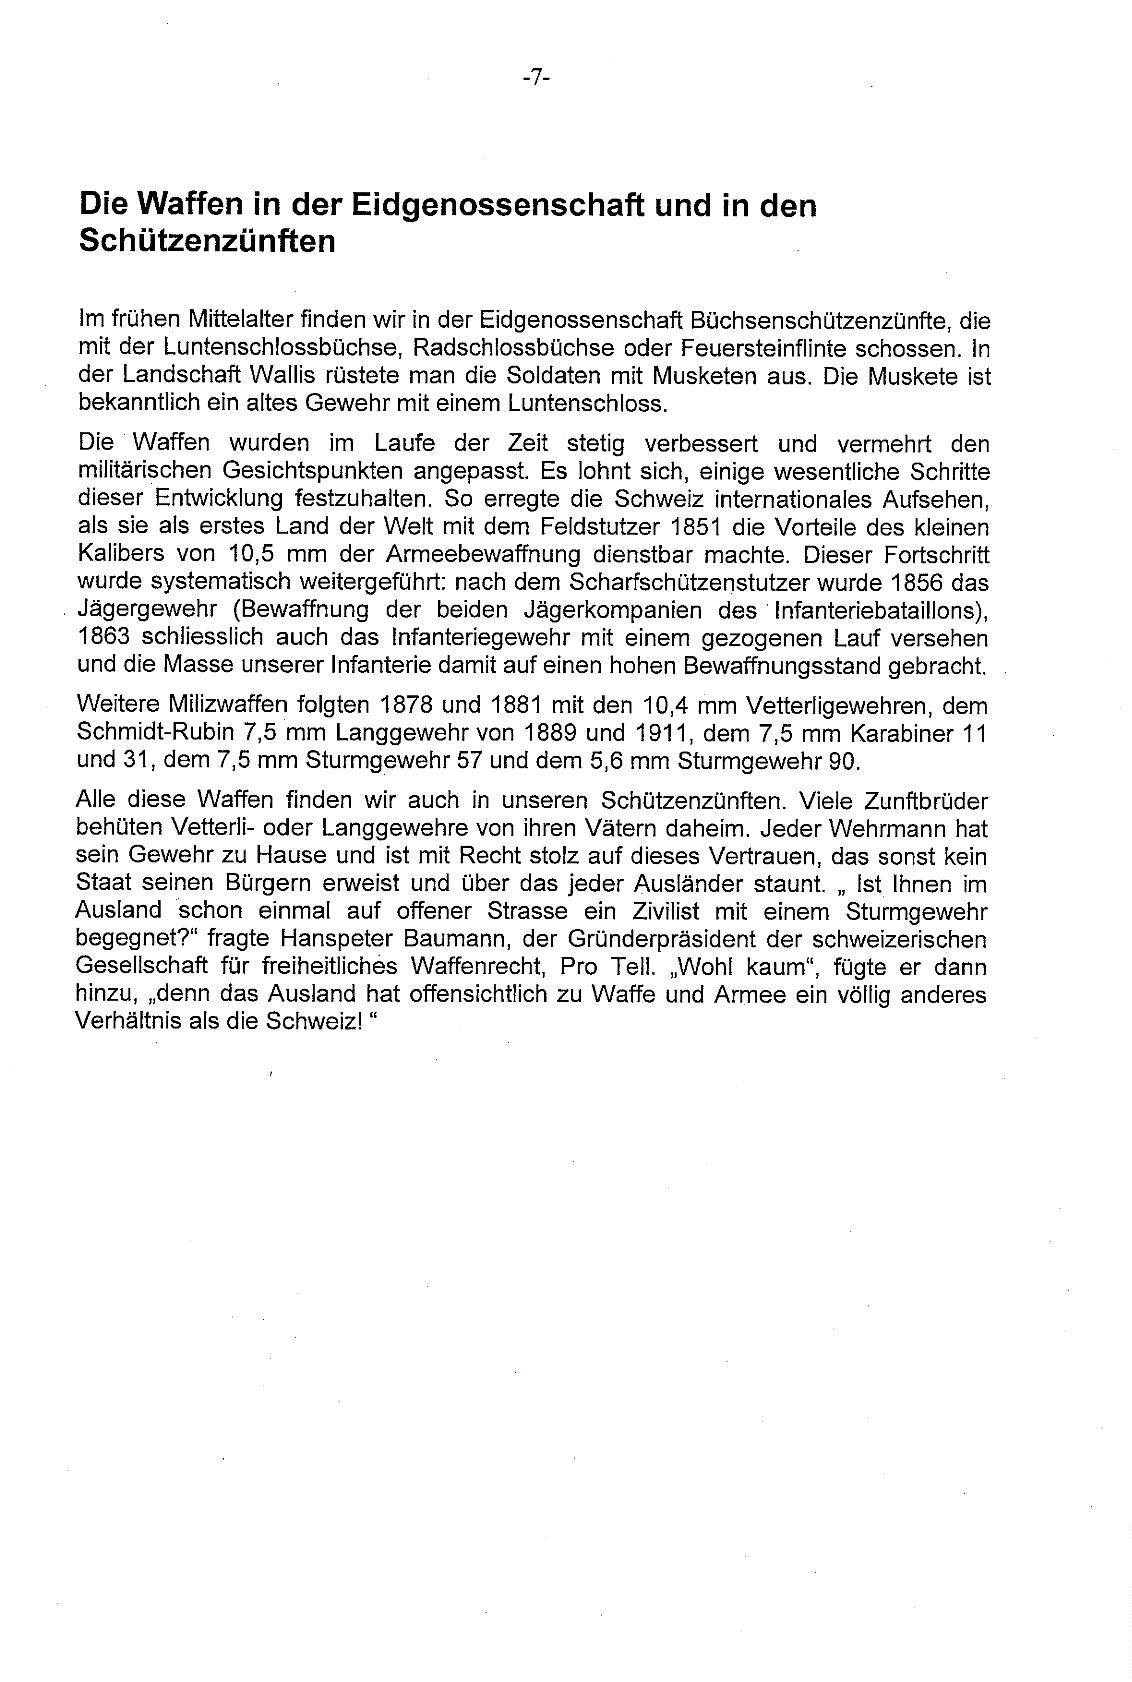 -7-
Die Waffen in der Eidgenossenschaft und in den
Schützenzünften
Im frühen Mittelalter finden wir in der Eidgenossenschaft Büchsenschützenzünfte, die
mit der Luntenschlossbüchse, Radschlossbüchse oder Feuersteinflinte schossen. In
der Landschaft Wallis rüstete man die Soldaten mit Musketen aus. Die Muskete ist
bekanntlich ein altes Gewehr mit einem Luntenschloss.
Die Waffen wurden im Laufe der Zeit stetig verbessert und vermehrt den
militärischen Gesichtspunkten angepasst. Es lohnt sich, einige wesentliche Schritte
dieser Entwicklung festzuhalten. So erregte die Schweiz internationales Aufsehen,
als sie als erstes Land der Welt mit dem Feldstutzer 1851 die Vorteile des kleinen
Kalibers von 10,5 mm der Armeebewaffnung dienstbar machte. Dieser Fortschritt
wurde systematisch weitergeführt: nach dem Scharfschützenstutzer wurde 1856 das
Jägergewehr (Bewaffnung der beiden Jägerkompanien des Infanteriebataillons),
1863 schliesslich auch das Infanteriegewehr mit einem gezogenen Lauf versehen
und die Masse unserer Infanterie damit auf einen hohen Bewaffnungsstand gebracht.
Weitere Milizwaffen folgten 1878 und 1881 mit den 10,4 mm Vetterligewehren, dem
Schmidt-Rubin 7,5 mm Langgewehr von 1889 und 1911, dem 7,5 mm Karabiner 11
und 31, dem 7,5 mm Sturmgewehr 57 und dem 5,6 mm Sturmgewehr 90.
Alle diese Waffen finden wir auch in unseren Schützenzünften. Viele Zunftbrüder
behüten Vetterli- oder Langgewehre von ihren Vätern daheim. Jeder Wehrmann hat
sein Gewehr zu Hause und ist mit Recht stolz auf dieses Vertrauen, das sonst kein
Staat seinen Bürgern erweist und über das jeder Ausländer staunt. „ Ist Ihnen im
Ausland schon einmal auf offener Strasse ein Zivilist mit einem Sturmgewehr
begegnet?“ fragte Hanspeter Baumann, der Gründerpräsident der schweizerischen
Gesellschaft für freiheitliches Waffenrecht, Pro Tell. „Wohl kaum“, fügte er dann
hinzu, „denn das Ausland hat offensichtlich zu Waffe und Armee ein völlig anderes
Verhältnis als die Schweiz! “